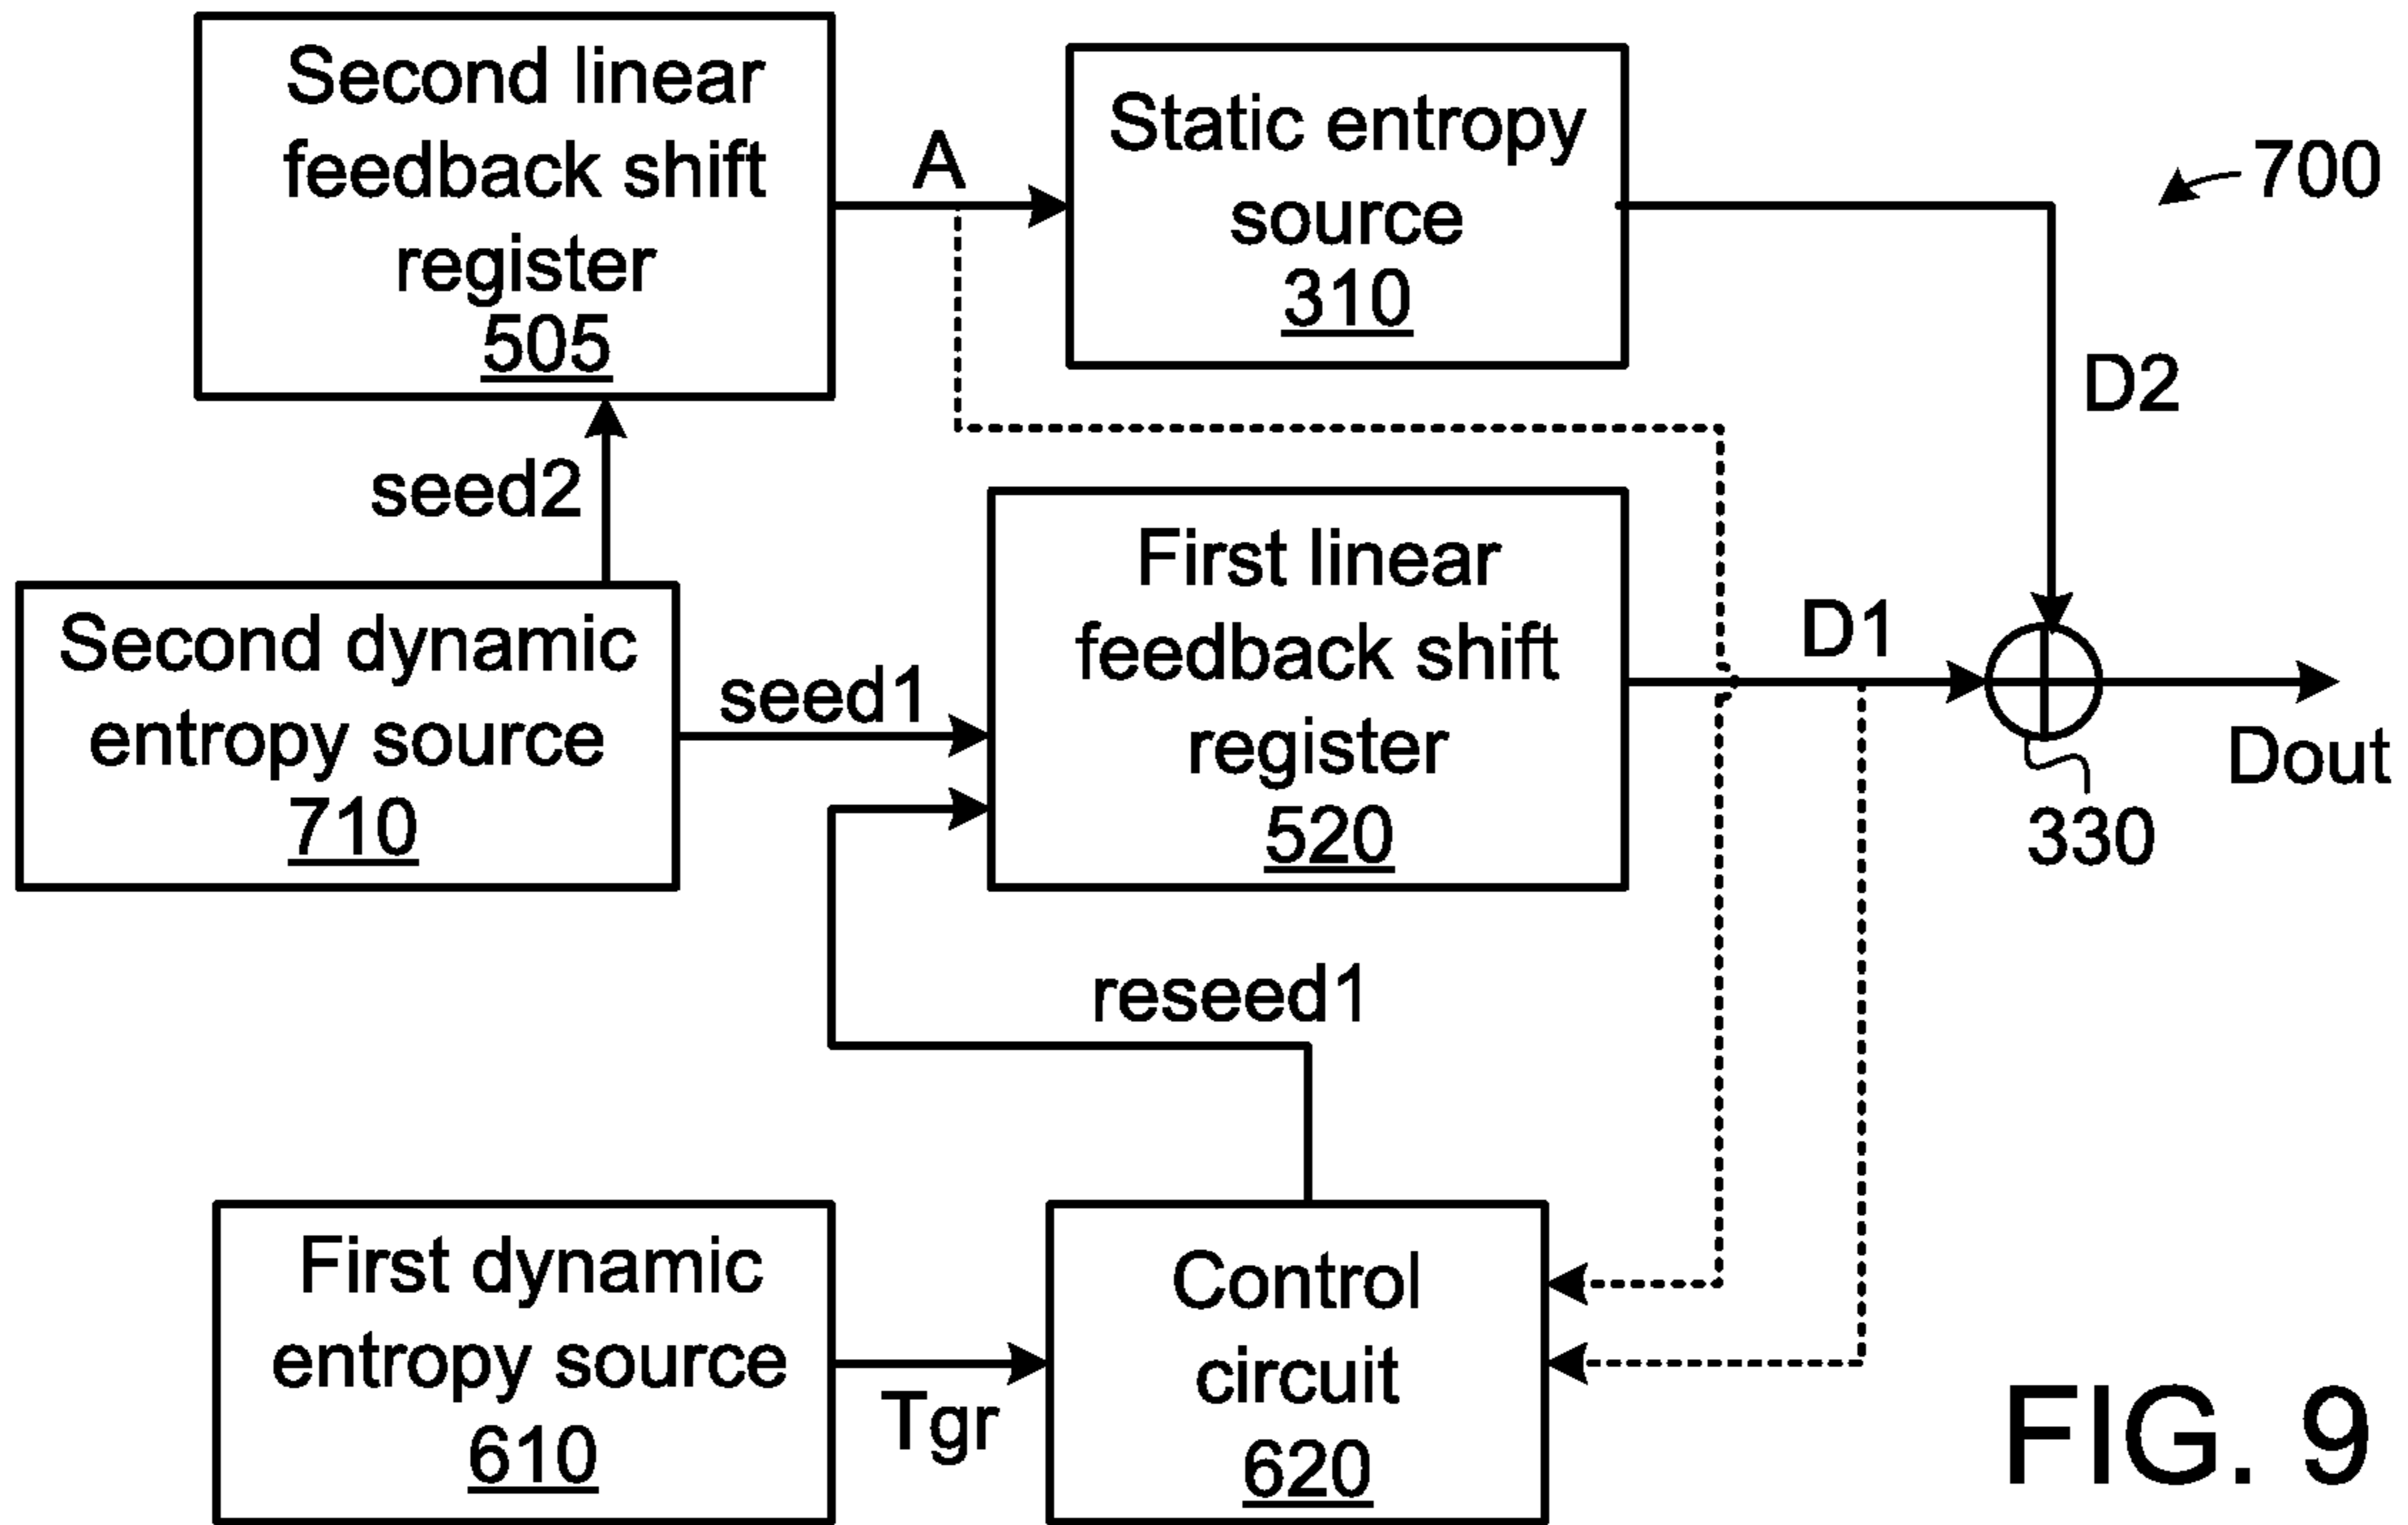 Second linear
feedback shift
register
505
A
Static entropy
source
310
700
D2
seed2
Second dynamic
entropy source
710
seed1
First linear
feedback shift
register
520
D1
Dout
330
reseed1
First dynamic
entropy source
610
Tgr
Control
circuit
620
FIG. 9